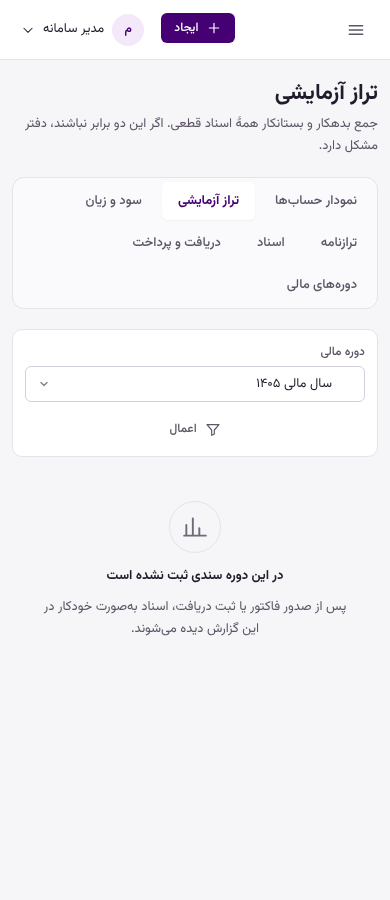 ایجاد
م
مدیر سامانه
تراز آزمایشی
جمع بدهکار و بستانکار همهٔ اسناد قطعی. اگر این دو برابر نباشند، دفتر
مشکل دارد.
نمودار حساب‌ها
تراز آزمایشی
سود و زیان
ترازنامه
اسناد
دریافت و پرداخت
دوره‌های مالی
دوره مالی
سال مالی ۱۴۰۵
اعمال
در این دوره سندی ثبت نشده است
پس از صدور فاکتور یا ثبت دریافت، اسناد به‌صورت خودکار در
این گزارش دیده می‌شوند.